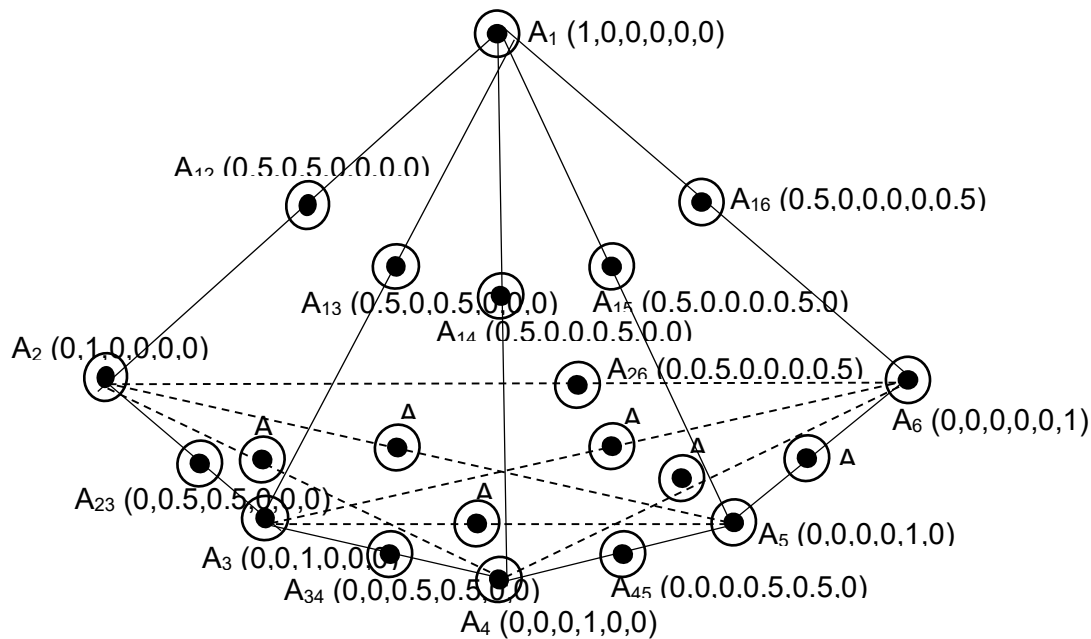 A₁ (1,0,0,0,0,0)
A₁₂ (0.5,0.5,0,0,0,0)
A₁₆ (0.5,0,0,0,0,0.5)
A₁₃ (0.5,0,0.5,0,0,0)
A₁₅ (0.5,0,0,0,0.5,0)
A₁₄ (0.5,0,0,0.5,0,0)
A₂ (0,1,0,0,0,0)
A₂₆ (0,0.5,0,0,0,0.5)
A₆ (0,0,0,0,0,1)
A
A
A
A
A
A
A₂₃ (0,0.5,0.5,0,0,0)
A₅ (0,0,0,0,1,0)
A₃ (0,0,1,0,0,0)
A₃₄ (0,0,0.5,0.5,0,0)
A₄₅ (0,0,0,0.5,0.5,0)
A₄ (0,0,0,1,0,0)